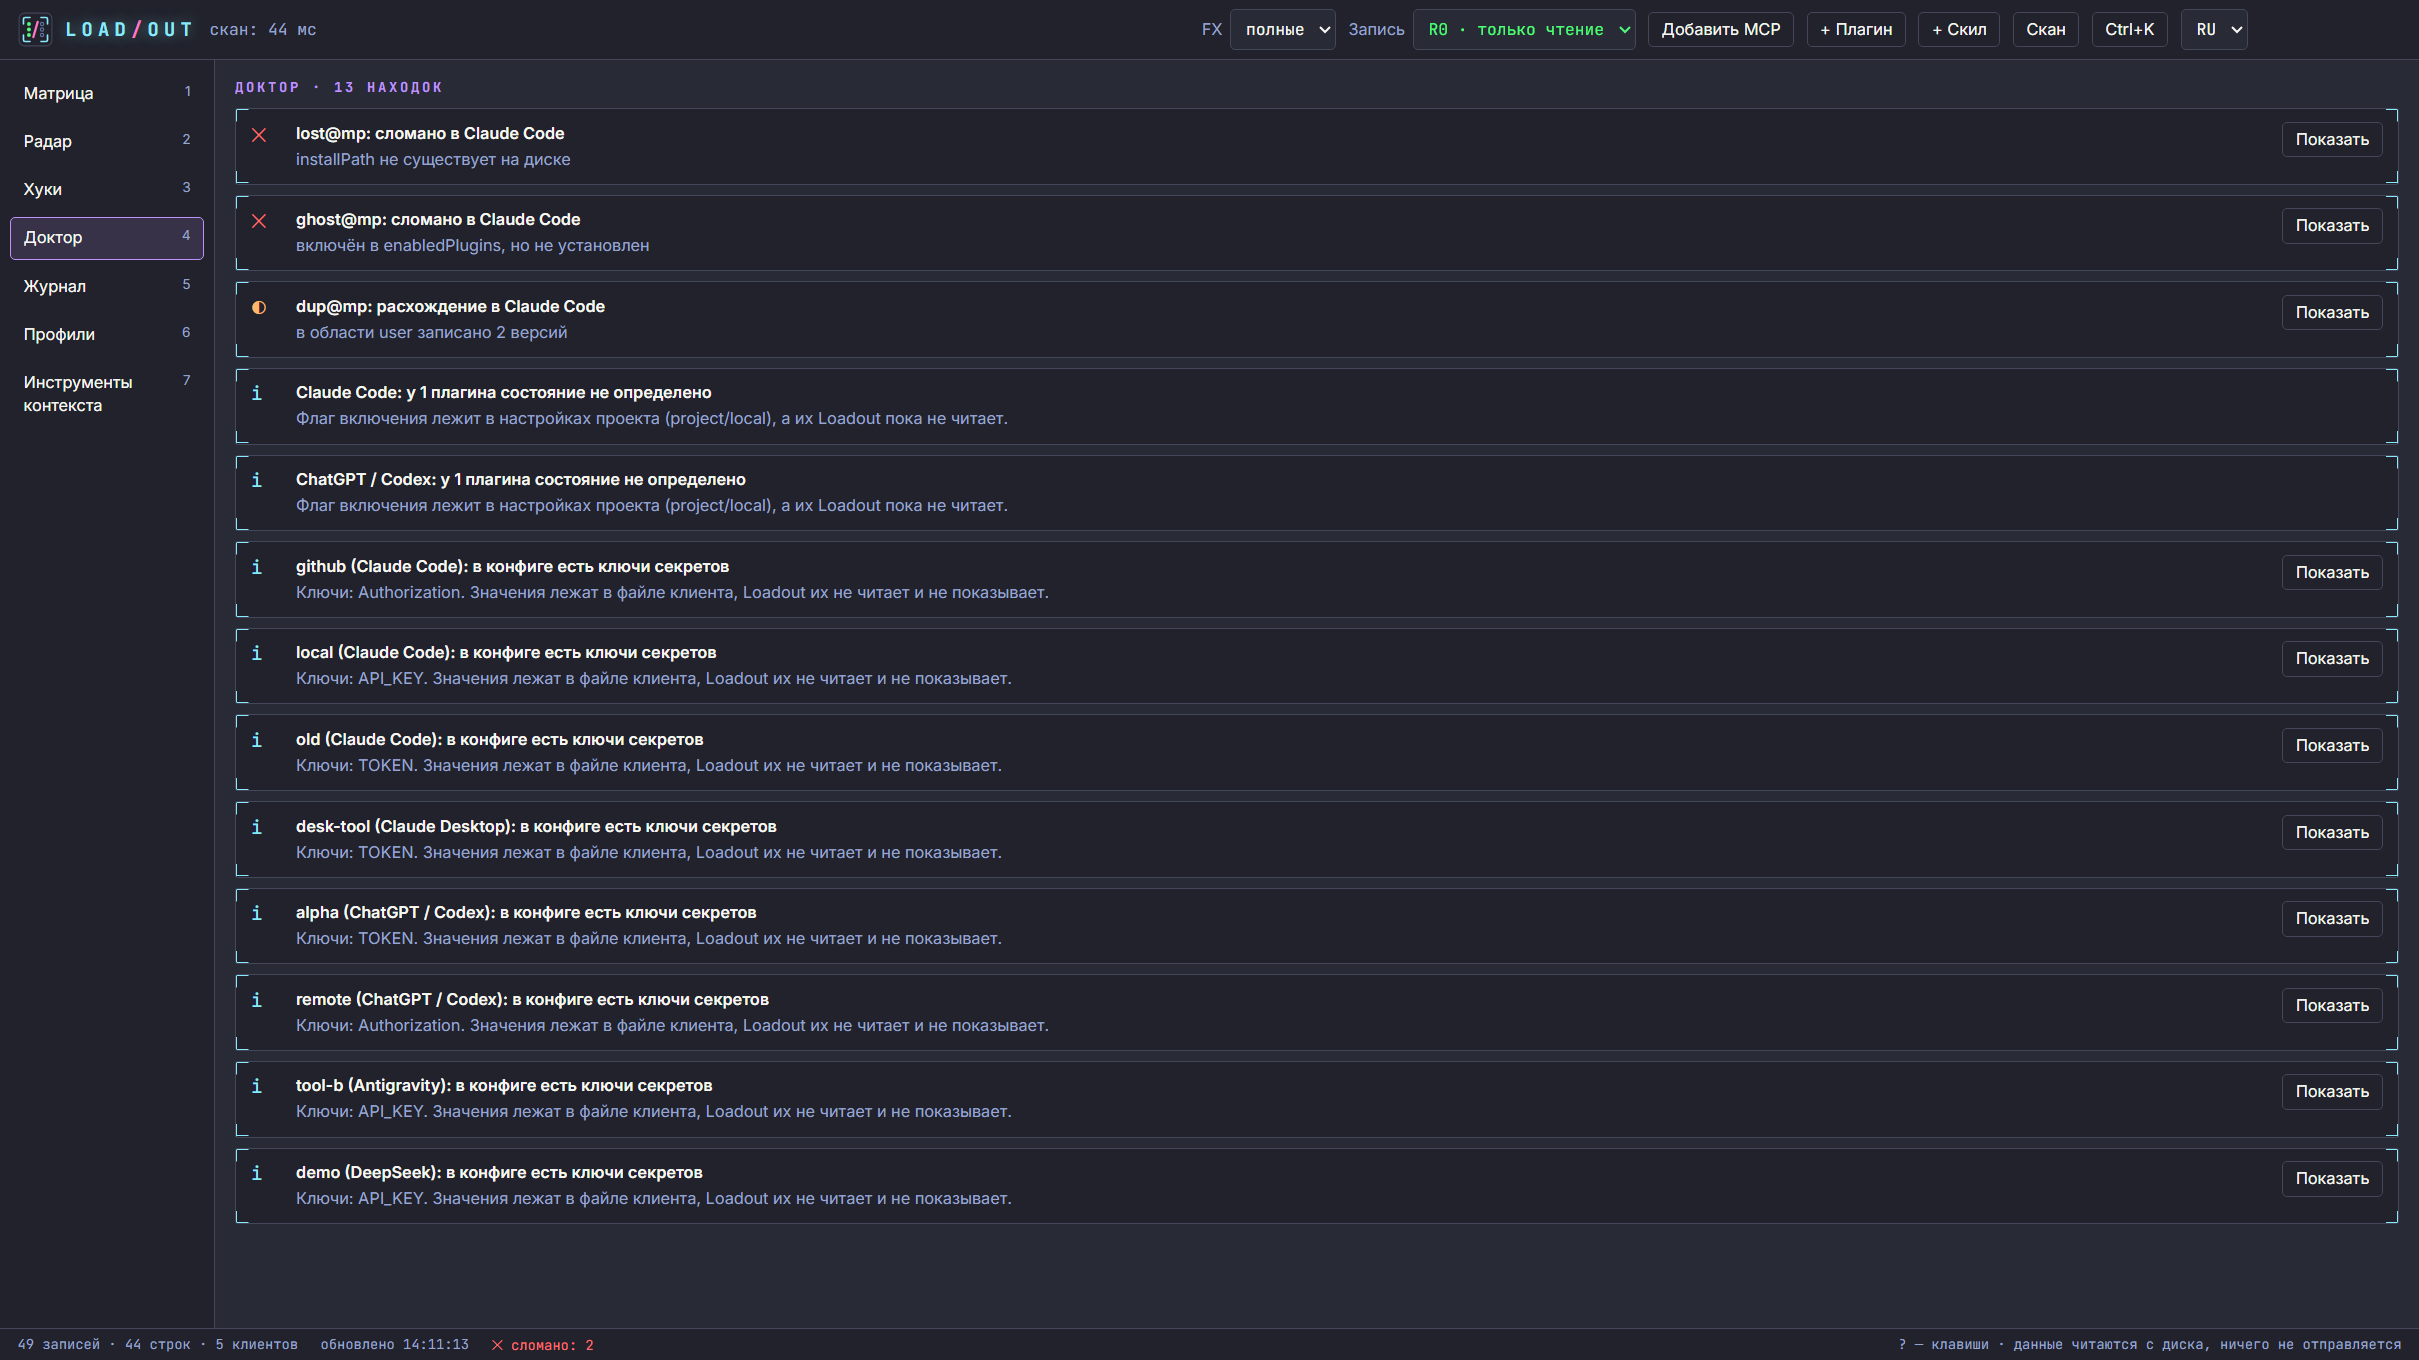 LOAD/OUT скан: 44 мс FX полные Запись R0 · только чтение Добавить MCP + Плагин + Скил Скан Ctrl+K RU
Матрица 1
Радар 2
Хуки 3
Доктор 4
Журнал 5
Профили 6
Инструменты контекста 7
ДОКТОР · 13 НАХОДОК
lost@mp: сломано в Claude Code
installPath не существует на диске
Показать
ghost@mp: сломано в Claude Code
включён в enabledPlugins, но не установлен
Показать
dup@mp: расхождение в Claude Code
в области user записано 2 версий
Показать
i Claude Code: у 1 плагина состояние не определено
Флаг включения лежит в настройках проекта (project/local), а их Loadout пока не читает.
i ChatGPT / Codex: у 1 плагина состояние не определено
Флаг включения лежит в настройках проекта (project/local), а их Loadout пока не читает.
i github (Claude Code): в конфиге есть ключи секретов
Ключи: Authorization. Значения лежат в файле клиента, Loadout их не читает и не показывает.
Показать
i local (Claude Code): в конфиге есть ключи секретов
Ключи: API_KEY. Значения лежат в файле клиента, Loadout их не читает и не показывает.
Показать
i old (Claude Code): в конфиге есть ключи секретов
Ключи: TOKEN. Значения лежат в файле клиента, Loadout их не читает и не показывает.
Показать
i desk-tool (Claude Desktop): в конфиге есть ключи секретов
Ключи: TOKEN. Значения лежат в файле клиента, Loadout их не читает и не показывает.
Показать
i alpha (ChatGPT / Codex): в конфиге есть ключи секретов
Ключи: TOKEN. Значения лежат в файле клиента, Loadout их не читает и не показывает.
Показать
i remote (ChatGPT / Codex): в конфиге есть ключи секретов
Ключи: Authorization. Значения лежат в файле клиента, Loadout их не читает и не показывает.
Показать
i tool-b (Antigravity): в конфиге есть ключи секретов
Ключи: API_KEY. Значения лежат в файле клиента, Loadout их не читает и не показывает.
Показать
i demo (DeepSeek): в конфиге есть ключи секретов
Ключи: API_KEY. Значения лежат в файле клиента, Loadout их не читает и не показывает.
Показать
49 записей · 44 строк · 5 клиентов обновлено 14:11:13 сломано: 2 ? — клавиши · данные читаются с диска, ничего не отправляется